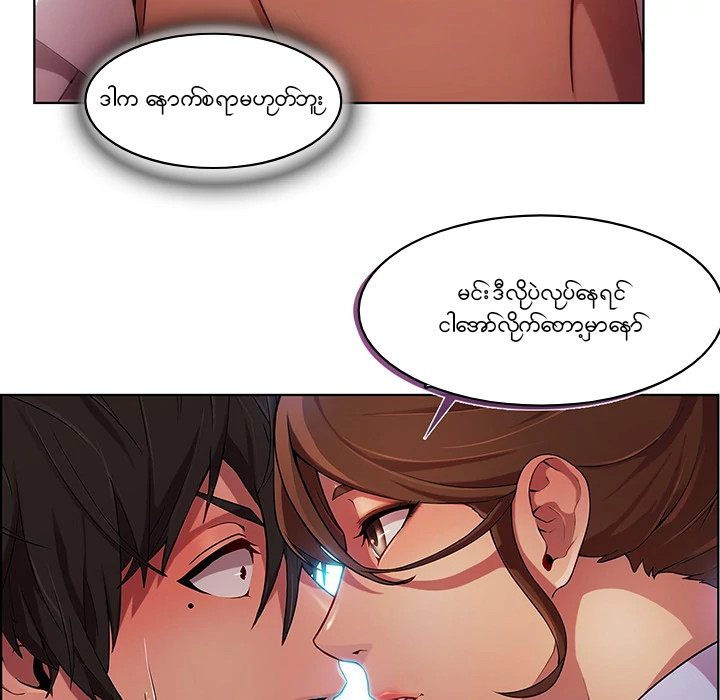 ဒါက နောက်စရာမဟုတ်ဘူး
မင်းဒီလိုပဲလုပ်နေရင်
ငါအော်လိုက်တော့မှာနော်